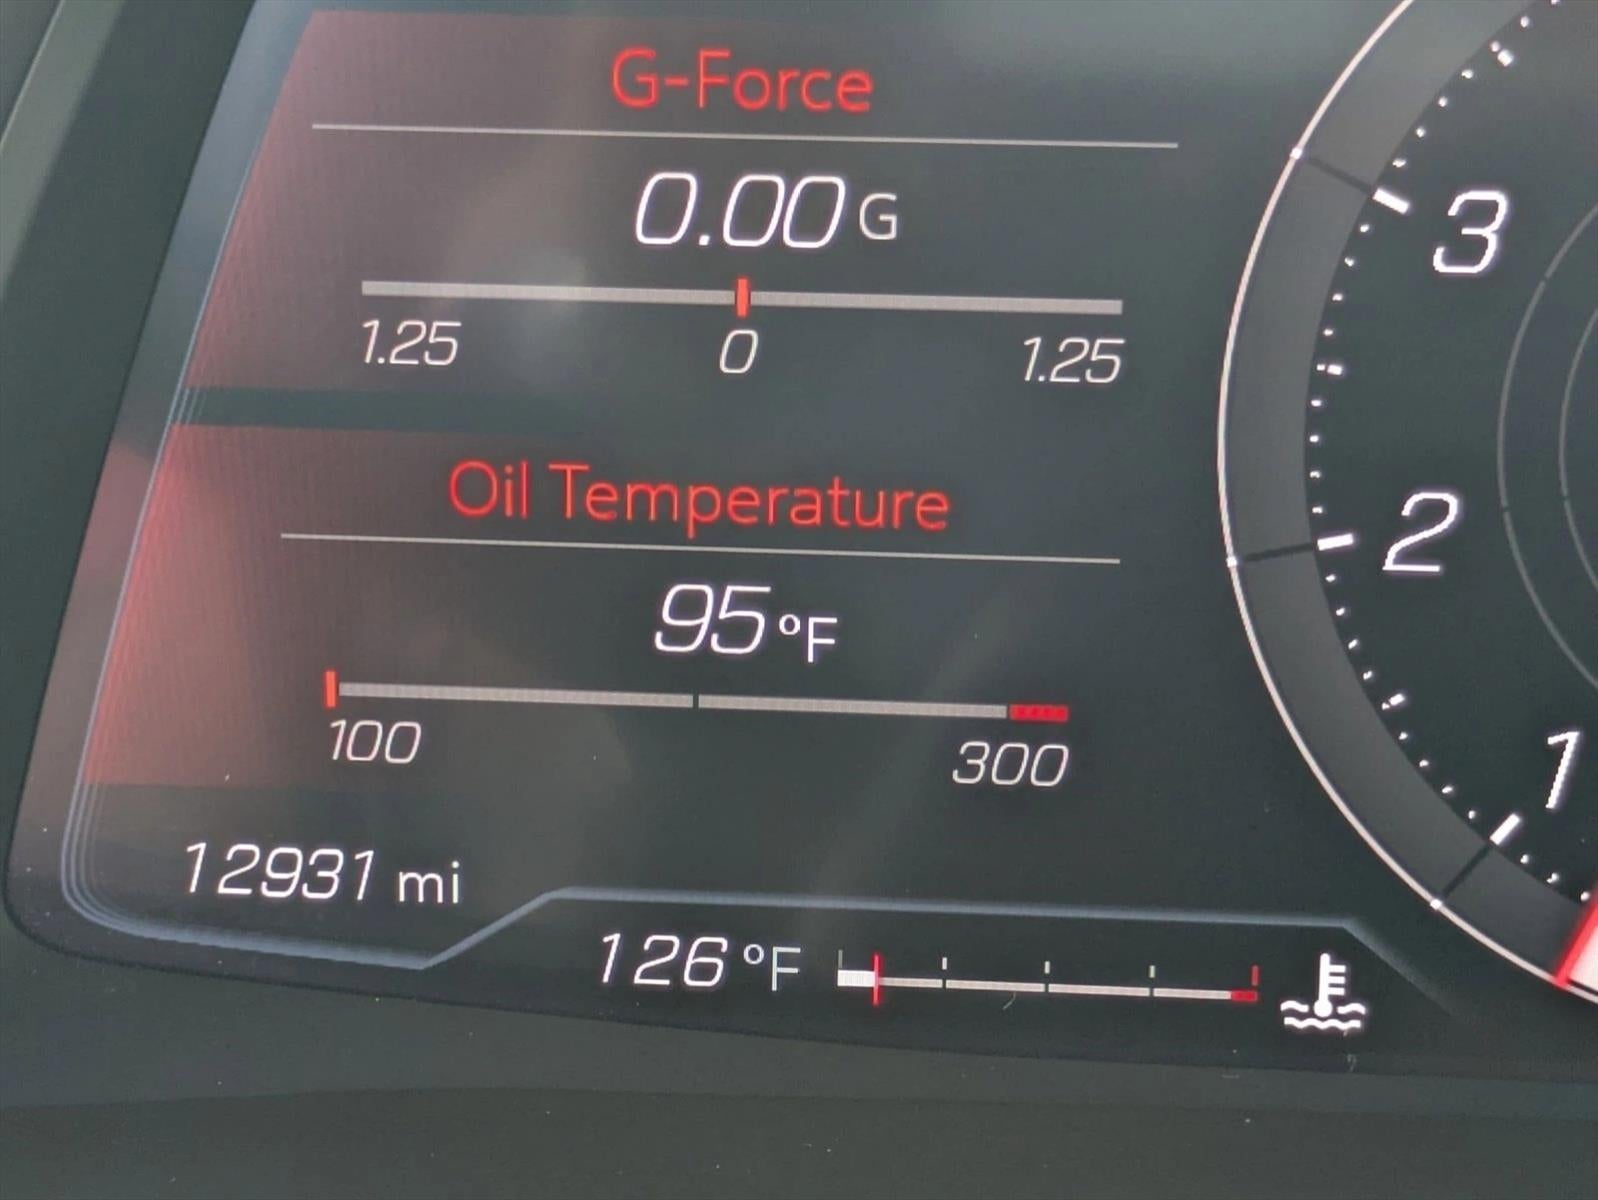 G-Force
0.00 G
1.25 0 1.25
Oil Temperature
95 °F
100 300
12931 mi
126 °F
3
2
1